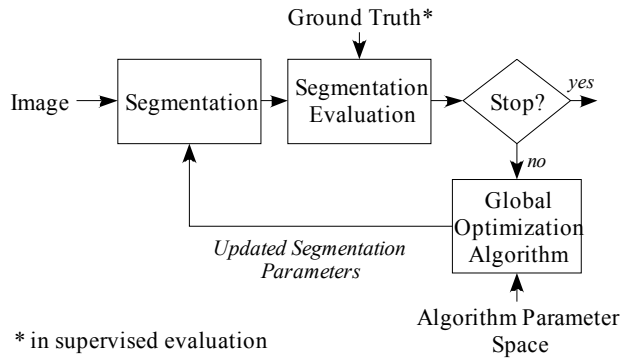 Ground Truth*
Image
Segmentation
Segmentation
Evaluation
Stop?
yes
no
Global
Optimization
Algorithm
Updated Segmentation
Parameters
Algorithm Parameter
Space
* in supervised evaluation